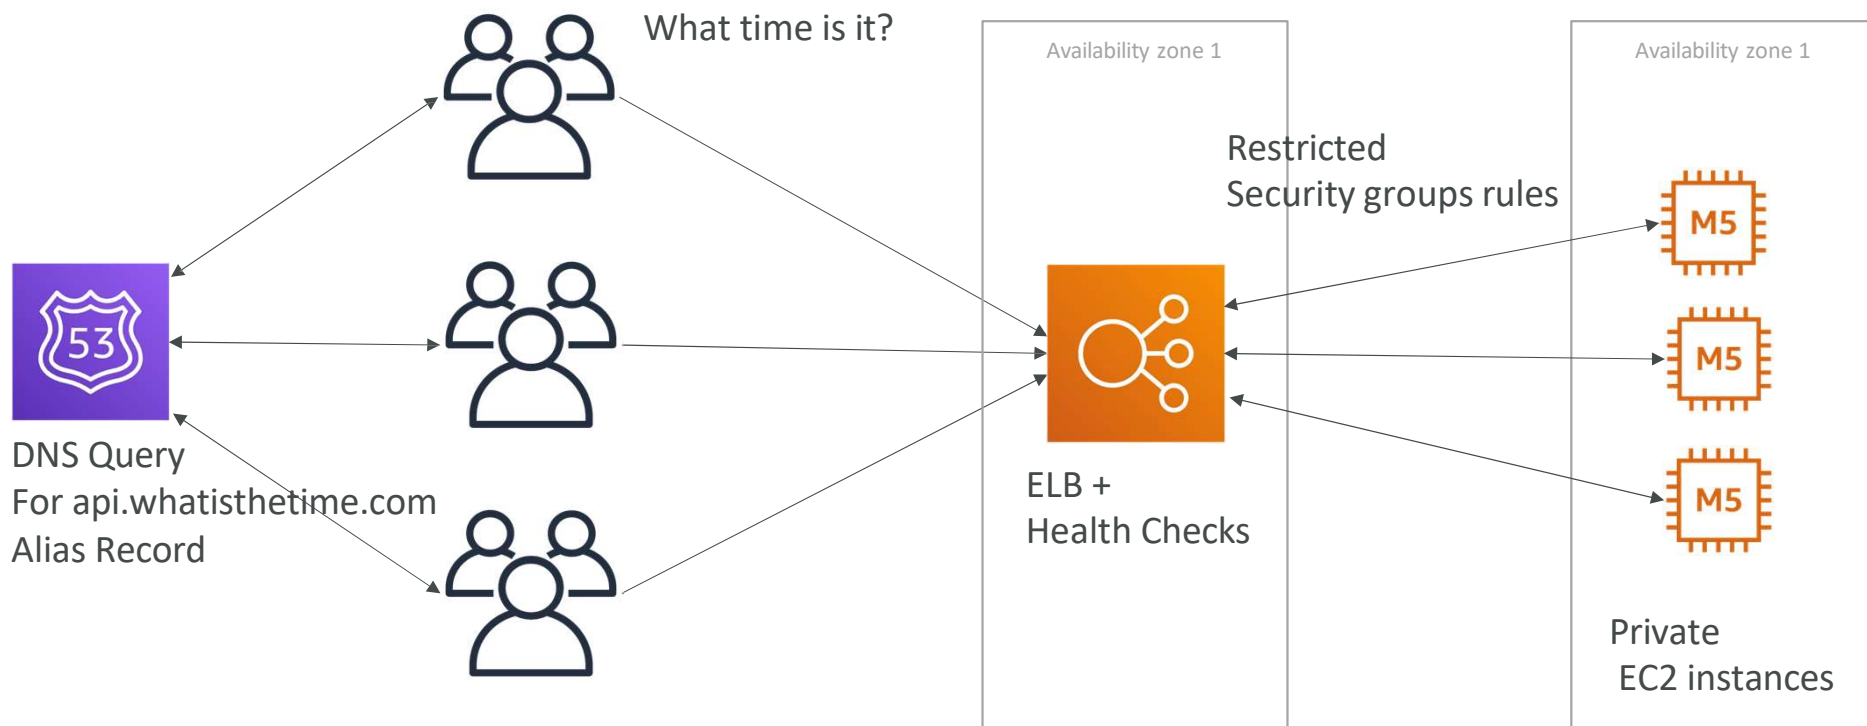 What time is it?
Availability zone 1
Availability zone 1
Restricted
Security groups rules
M5
53
M5
DNS Query
For api.whatisthetime.com
Alias Record
ELB +
Health Checks
M5
Private
EC2 instances